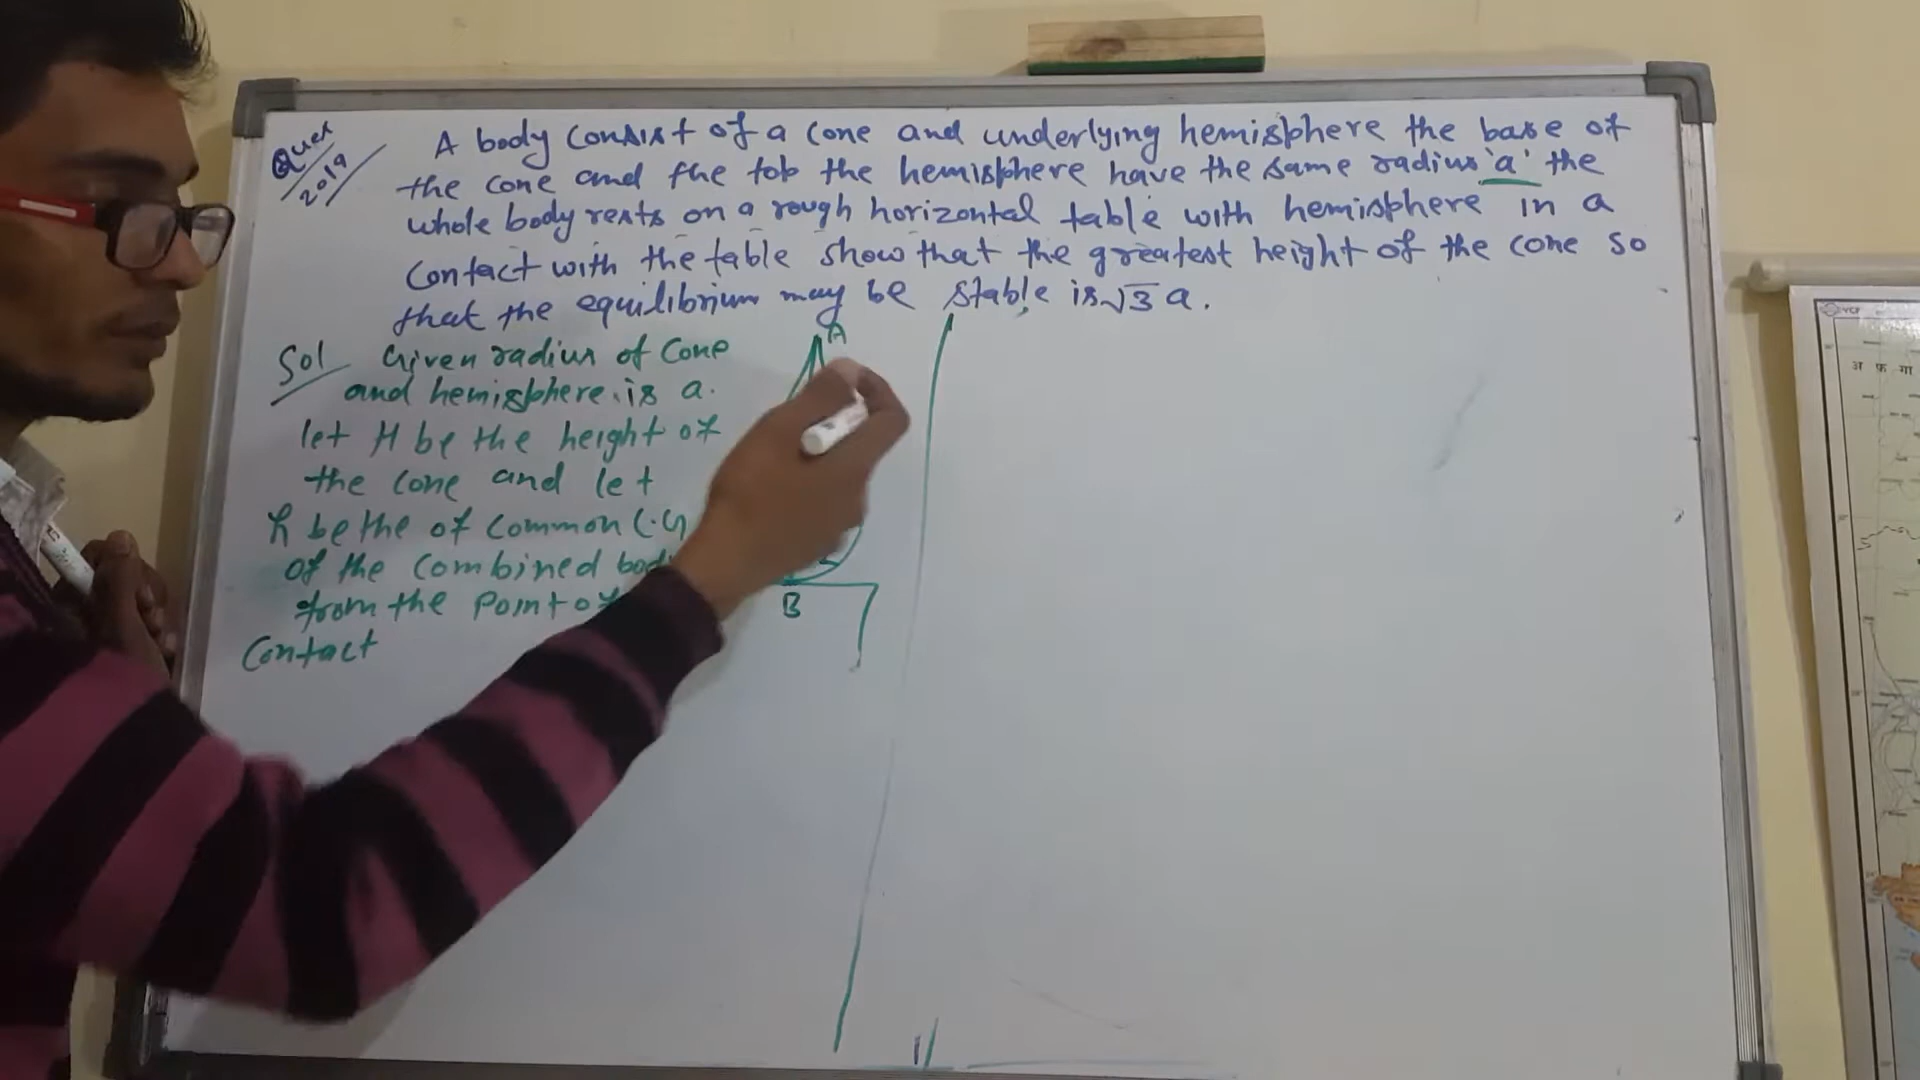 Ques 2019
A body consist of a cone and underlying hemisphere the base of
the cone and the top the hemisphere have the same radius 'a' the
whole body rests on a rough horizontal table with hemisphere in a
contact with the table show that the greatest height of the cone so
that the equilibrium may be stable is √3 a.
Sol Given radius of Cone
and hemisphere is a.
let H be the height of
the cone and let
h be the of common C.G
of the combined
from the Point of
Contact
A
B
अ फ गा